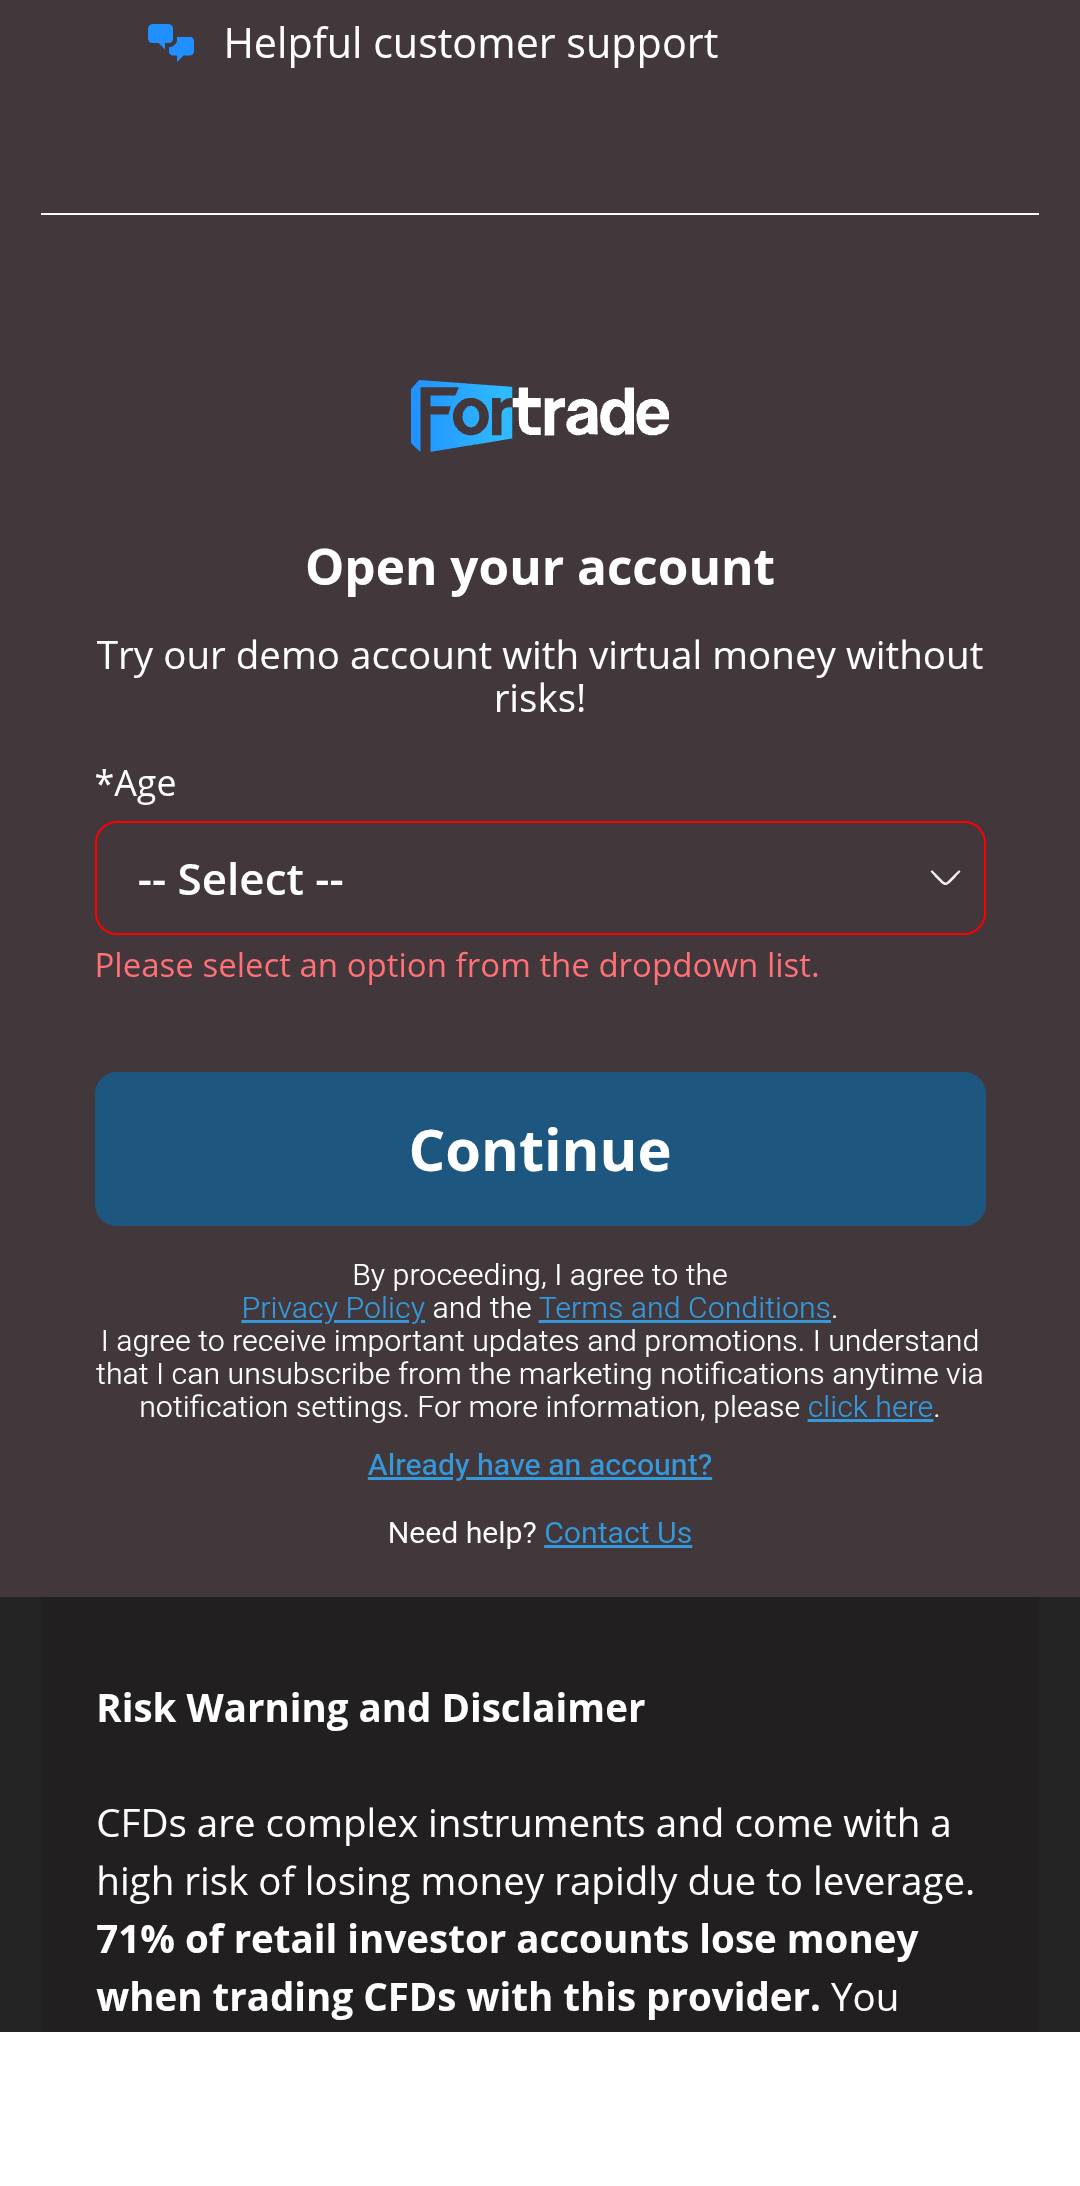 Helpful customer support
Fortrade
Open your account
Try our demo account with virtual money without
risks!
*Age
-- Select --
Please select an option from the dropdown list.
Continue
By proceeding, I agree to the
Privacy Policy and the Terms and Conditions.
I agree to receive important updates and promotions. I understand
that I can unsubscribe from the marketing notifications anytime via
notification settings. For more information, please click here.
Already have an account?
Need help? Contact Us
Risk Warning and Disclaimer
CFDs are complex instruments and come with a
high risk of losing money rapidly due to leverage.
71% of retail investor accounts lose money
when trading CFDs with this provider. You